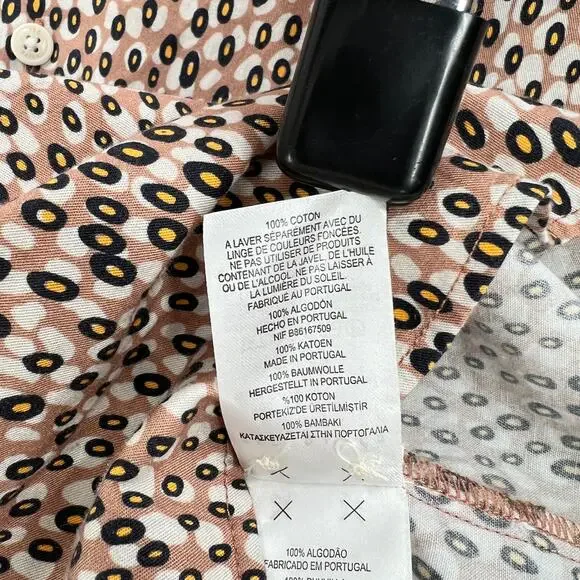 100% COTON
A LAVER SÉPARÉMENT AVEC DU
LINGE DE COULEURS FONCÉES.
NE PAS UTILISER DE PRODUITS
CONTENANT DE LA JAVEL, DE L'HUILE
OU DE L'ALCOOL. NE PAS LAISSER À
LA LUMIÈRE DU SOLEIL.
FABRIQUÉ AU PORTUGAL
100% ALGODÓN
HECHO EN PORTUGAL
NIF B86167509
100% KATOEN
MADE IN PORTUGAL
100% BAUMWOLLE
HERGESTELLT IN PORTUGAL
%100 KOTON
PORTEKİZ'DE ÜRETİLMİŞTİR
100% ΒΑΜΒΑΚΙ
ΚΑΤΑΣΚΕΥΑΖΕΤΑΙ ΣΤΗΝ ΠΟΡΤΟΓΑΛΙΑ
100% ALGODÃO
FABRICADO EM PORTUGAL